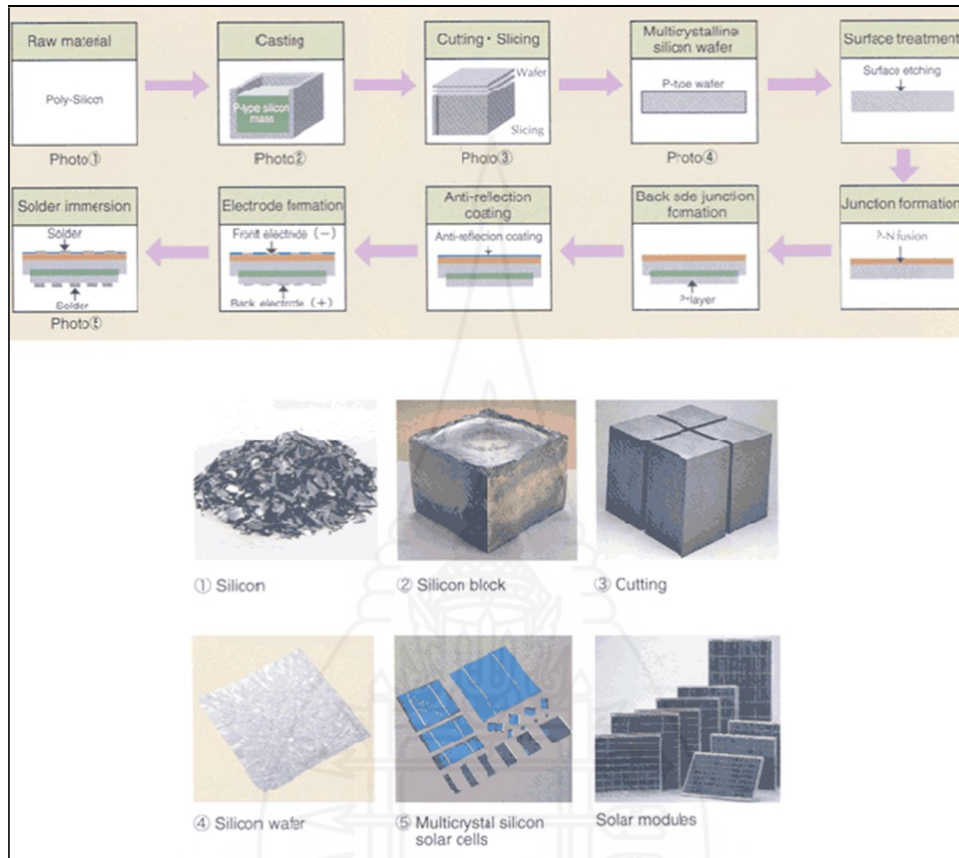 Raw material
Poly-Silicon
Photo①
Casting
P-type silicon
mass
Photo②
Cutting・Slicing
Wafer
Slicing
Photo③
Multicrystalline
silicon wafer
P-type wafer
Photo④
Surface treatment
Surface etching
Solder immersion
Solder
Solder
Photo⑤
Electrode formation
Front electrode (−)
Back electrode (+)
Anti-reflection
coating
Anti-reflection coating
Back side junction
formation
P-layer
Junction formation
P-N fusion
① Silicon
② Silicon block
③ Cutting
④ Silicon wafer
⑤ Multicrystal silicon
solar cells
Solar modules